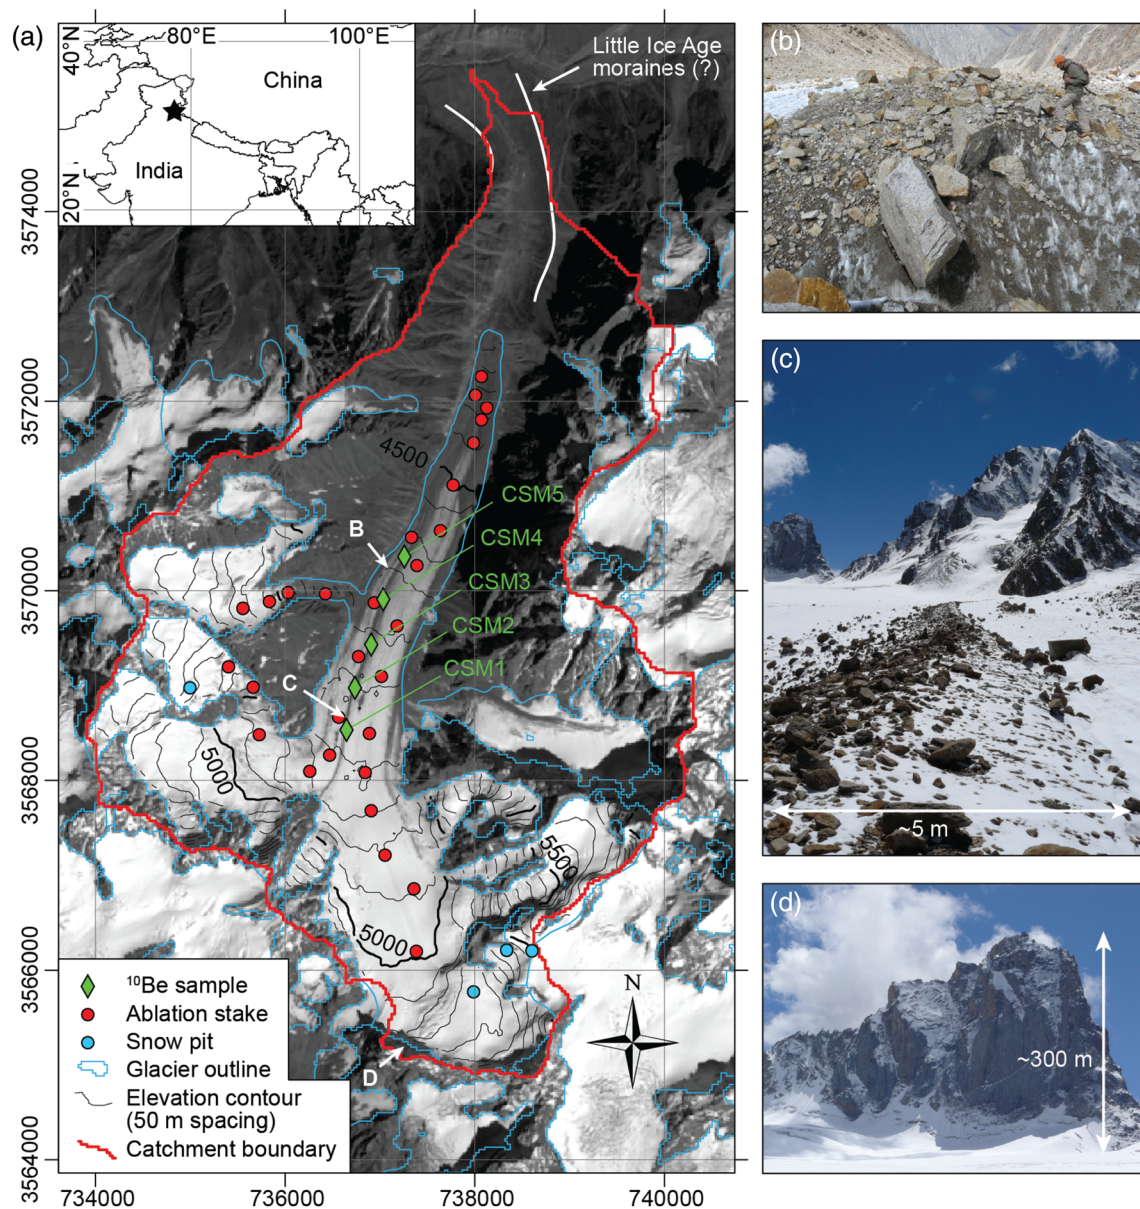 (a)
40°N
80°E
100°E
China
India
20°N
Little Ice Age
moraines (?)
3574000
3572000
3570000
3568000
3566000
3564000
4500
CSM5
B
CSM4
CSM3
CSM2
C
CSM1
5000
5500
5000
N
D
¹⁰Be sample
Ablation stake
Snow pit
Glacier outline
Elevation contour
(50 m spacing)
Catchment boundary
734000
736000
738000
740000
(b)
(c)
~5 m
(d)
~300 m